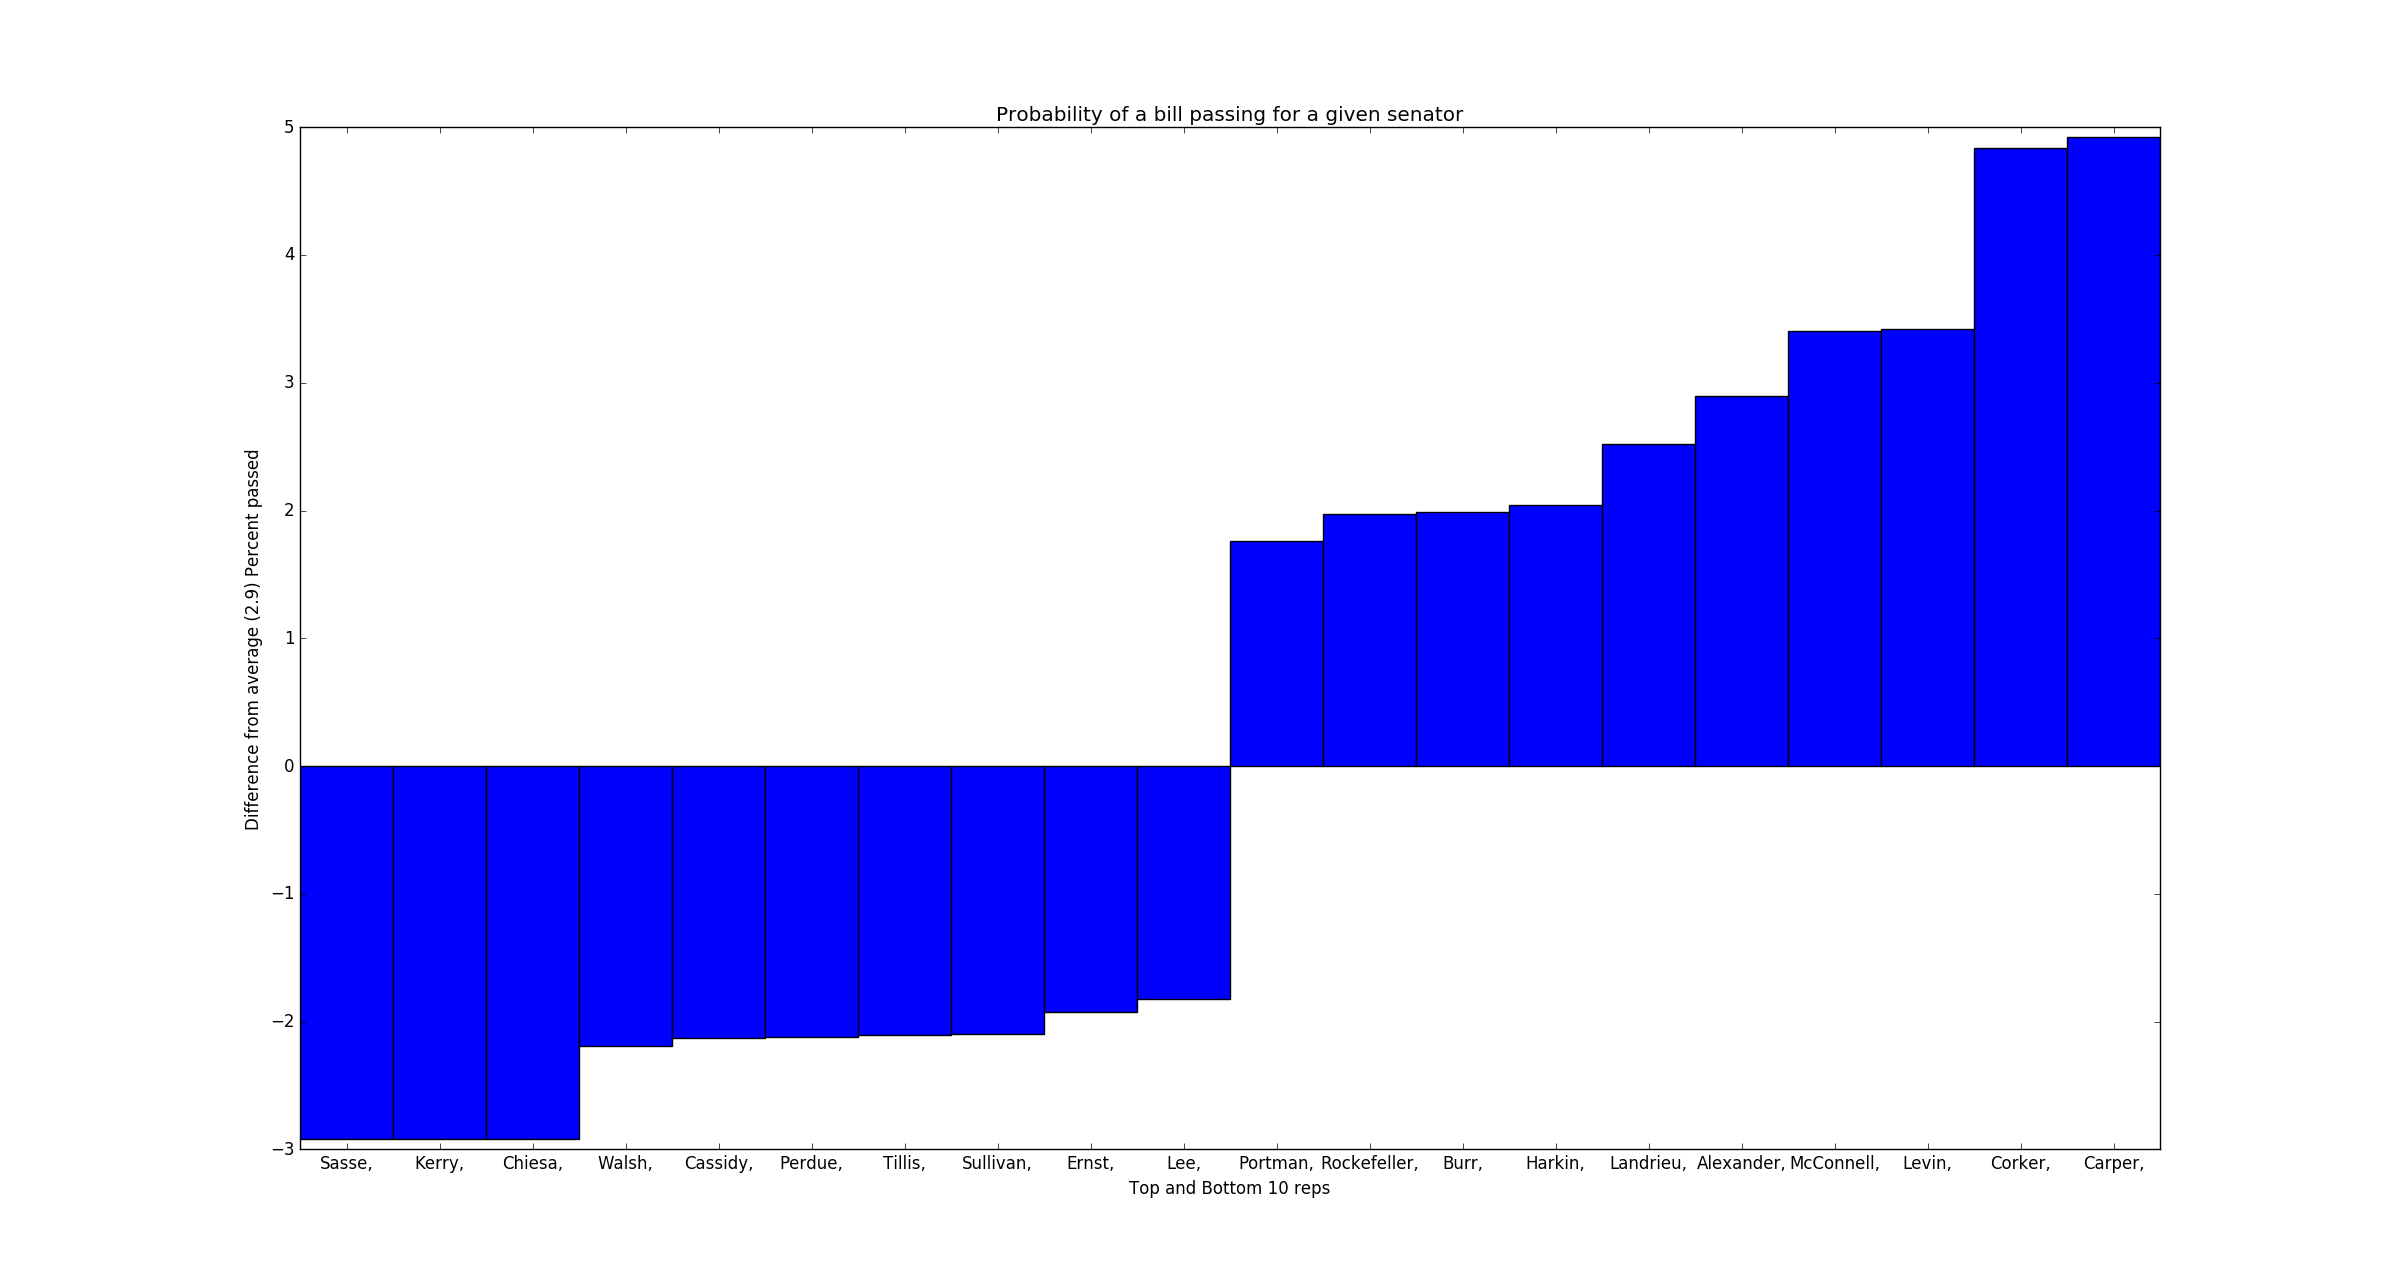 Probability of a bill passing for a given senator
5
4
3
2
1
0
−1
−2
−3
Difference from average (2.9) Percent passed
Sasse, Kerry, Chiesa, Walsh, Cassidy, Perdue, Tillis, Sullivan, Ernst, Lee, Portman, Rockefeller, Burr, Harkin, Landrieu, Alexander, McConnell, Levin, Corker, Carper,
Top and Bottom 10 reps